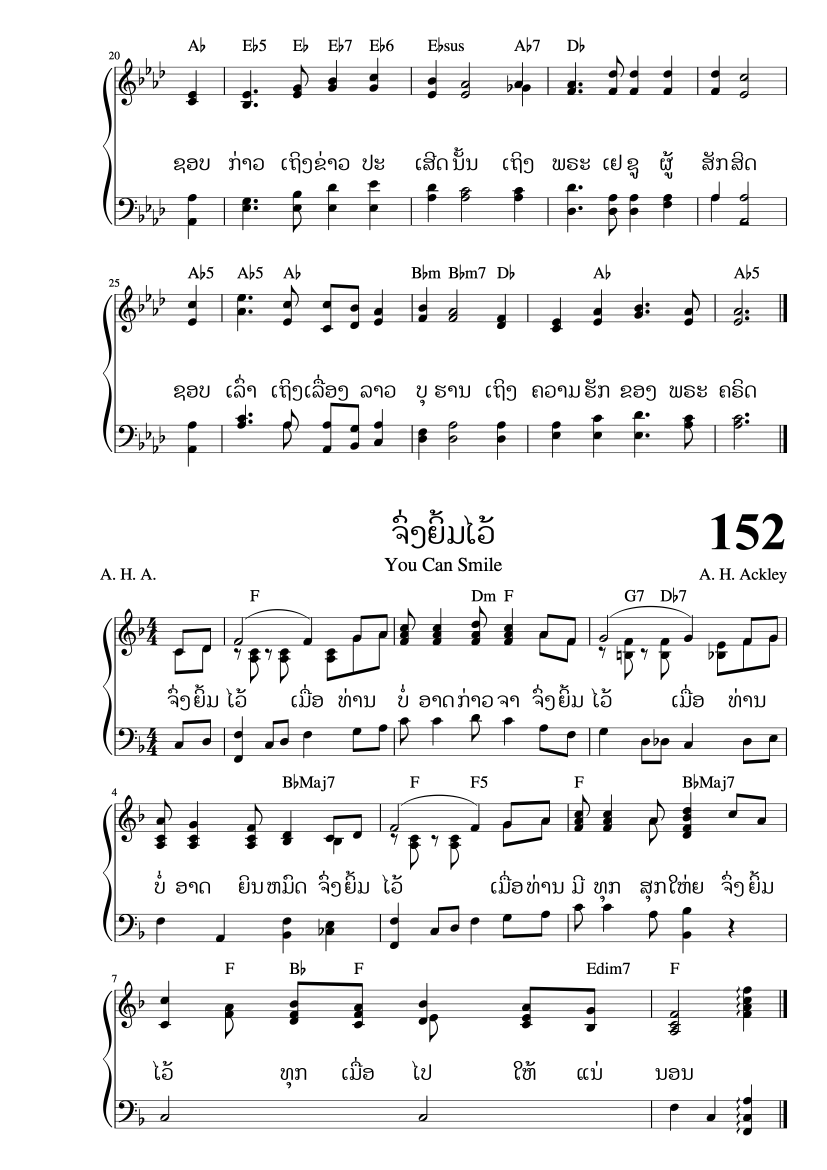 20
A♭ E♭5 E♭ E♭7 E♭6 E♭sus A♭7 D♭
ຊອບ ກ່າວ ເຖິງຂ່າວ ປະ ເສີດນັ້ນ ເຖິງ ພຣະ ເຢຊູ ຜູ້ ສັກສິດ
25
A♭5 A♭5 A♭ B♭m B♭m7 D♭ A♭ A♭5
ຊອບ ເລົ່າ ເຖິງເລື່ອງ ລາວ ບຸຮານ ເຖິງ ຄວາມຮັກ ຂອງ ພຣະ ຄຣິດ
ຈົ່ງຍິ້ມໄວ້ 152
You Can Smile
A. H. A. A. H. Ackley
F Dm F G7 D♭7
4 4
ຈົ່ງຍິ້ມ ໄວ້ ເມື່ອ ທ່ານ ບໍ່ ອາດກ່າວຈາ ຈົ່ງຍິ້ມ ໄວ້ ເມື່ອ ທ່ານ
4 4
4
B♭Maj7 F F5 F B♭Maj7
ບໍ່ ອາດ ຍິນຫມົດ ຈົ່ງຍິ້ມ ໄວ້ ເມື່ອທ່ານ ມີ ທຸກ ສຸກໃຫ່ຍ ຈົ່ງ ຍິ້ມ
7
F B♭ F Edim7 F
ໄວ້ ທຸກ ເມື່ອ ໄປ ໃຫ້ ແນ່ ນອນ